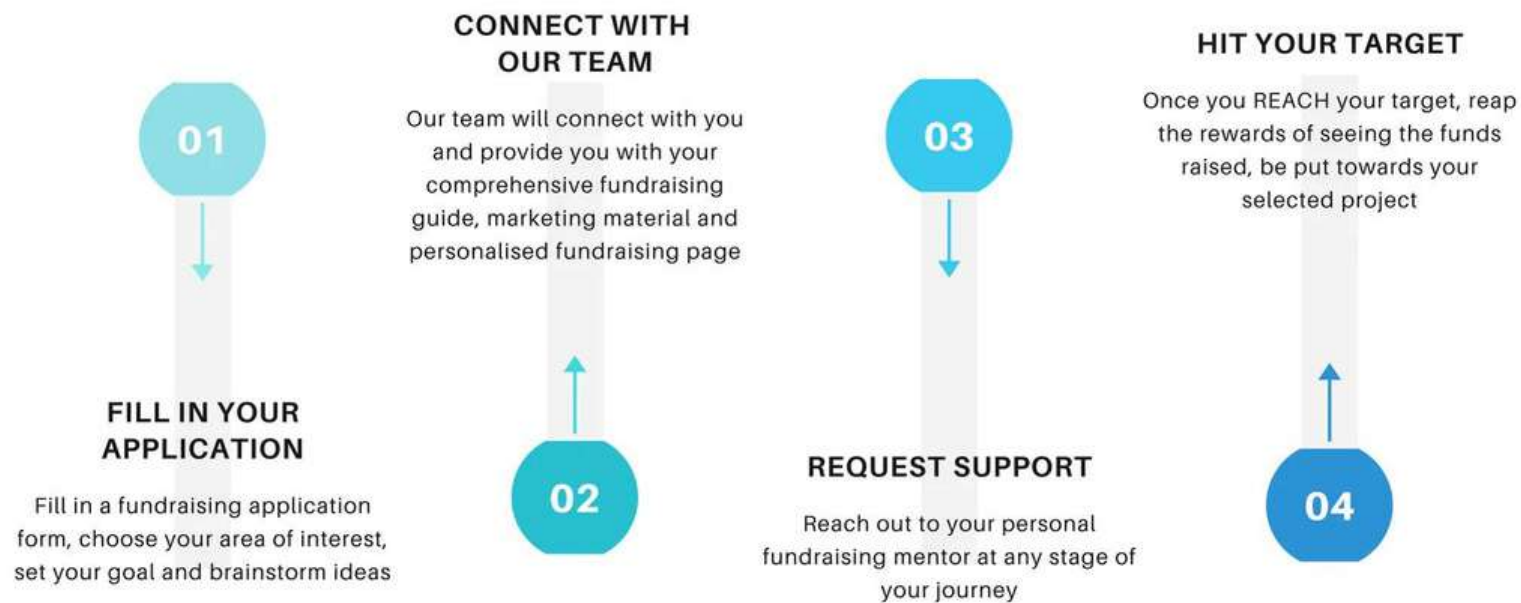 01
FILL IN YOUR
APPLICATION
Fill in a fundraising application
form, choose your area of interest,
set your goal and brainstorm ideas
CONNECT WITH
OUR TEAM
Our team will connect with you
and provide you with your
comprehensive fundraising
guide, marketing material and
personalised fundraising page
02
03
REQUEST SUPPORT
Reach out to your personal
fundraising mentor at any stage of
your journey
HIT YOUR TARGET
Once you REACH your target, reap
the rewards of seeing the funds
raised, be put towards your
selected project
04